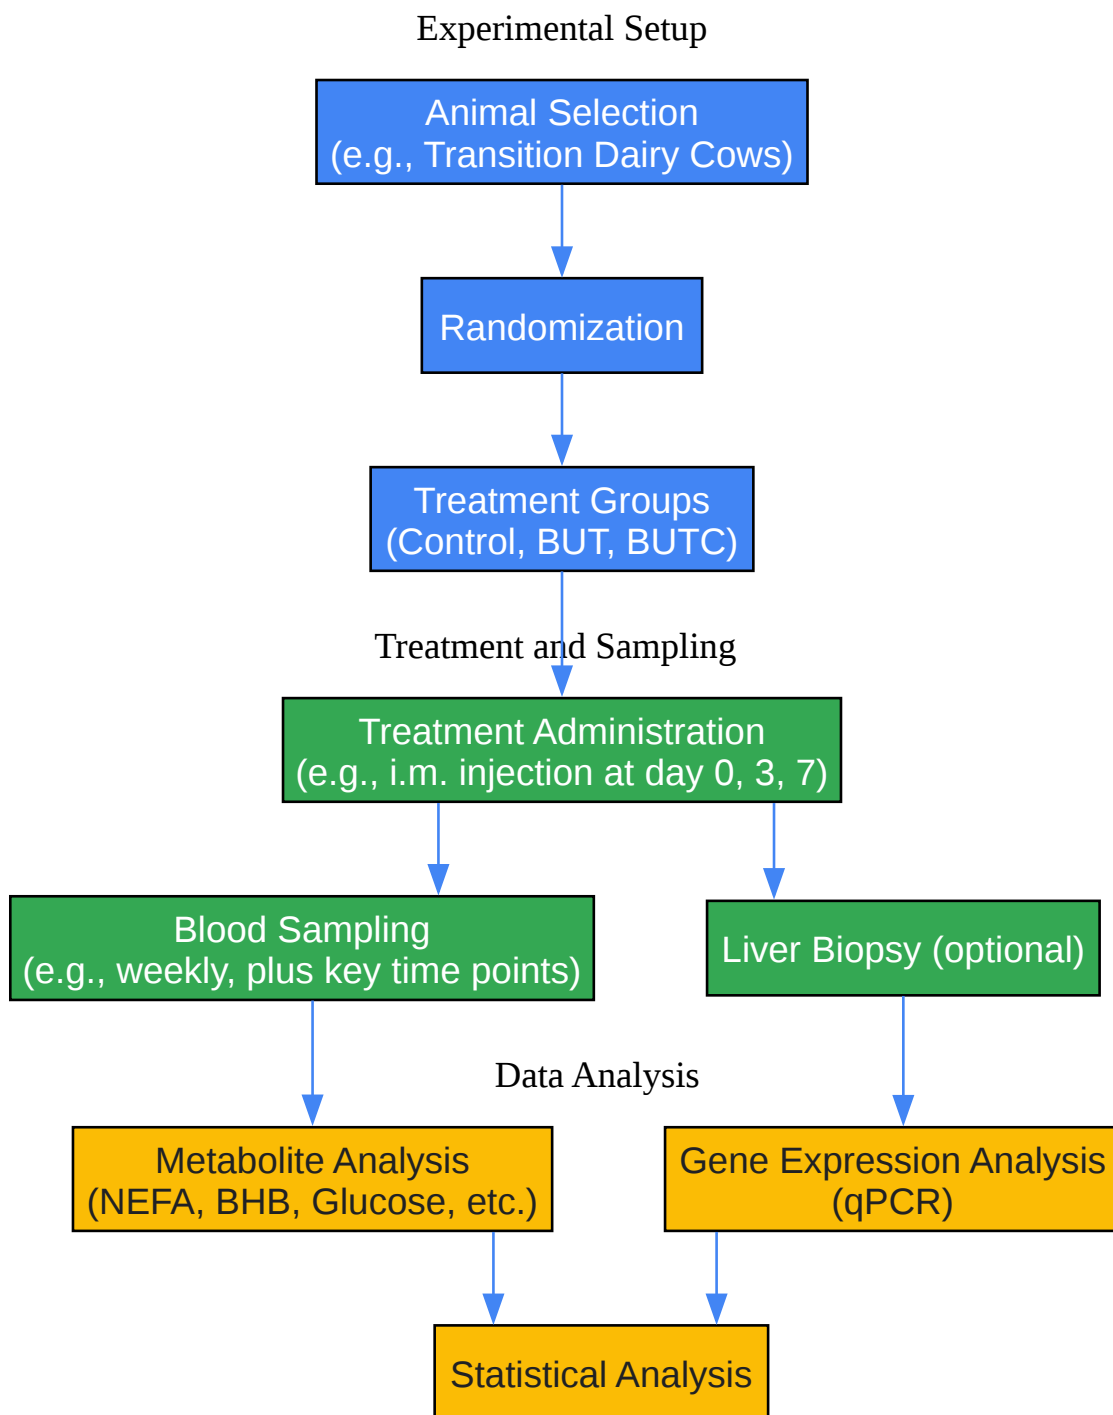 Experimental Setup
Animal Selection
(e.g., Transition Dairy Cows)
Randomization
Treatment Groups
(Control, BUT, BUTC)
Treatment and Sampling
Treatment Administration
(e.g., i.m. injection at day 0, 3, 7)
Blood Sampling
(e.g., weekly, plus key time points)
Liver Biopsy (optional)
Data Analysis
Metabolite Analysis
(NEFA, BHB, Glucose, etc.)
Gene Expression Analysis
(qPCR)
Statistical Analysis